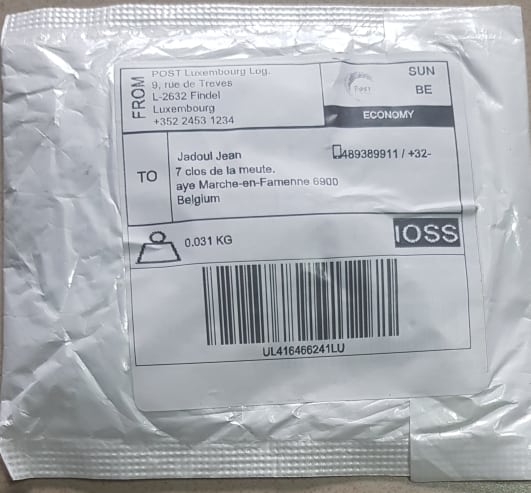 FROM
POST Luxembourg Log.
9, rue de Treves
L-2632 Findel
Luxembourg
+352 2453 1234
Post
SUN
BE
ECONOMY
TO
Jadoul Jean
7 clos de la meute.
aye Marche-en-Famenne 6900
Belgium
489389911 / +32-
0.031 KG
IOSS
UL416466241LU